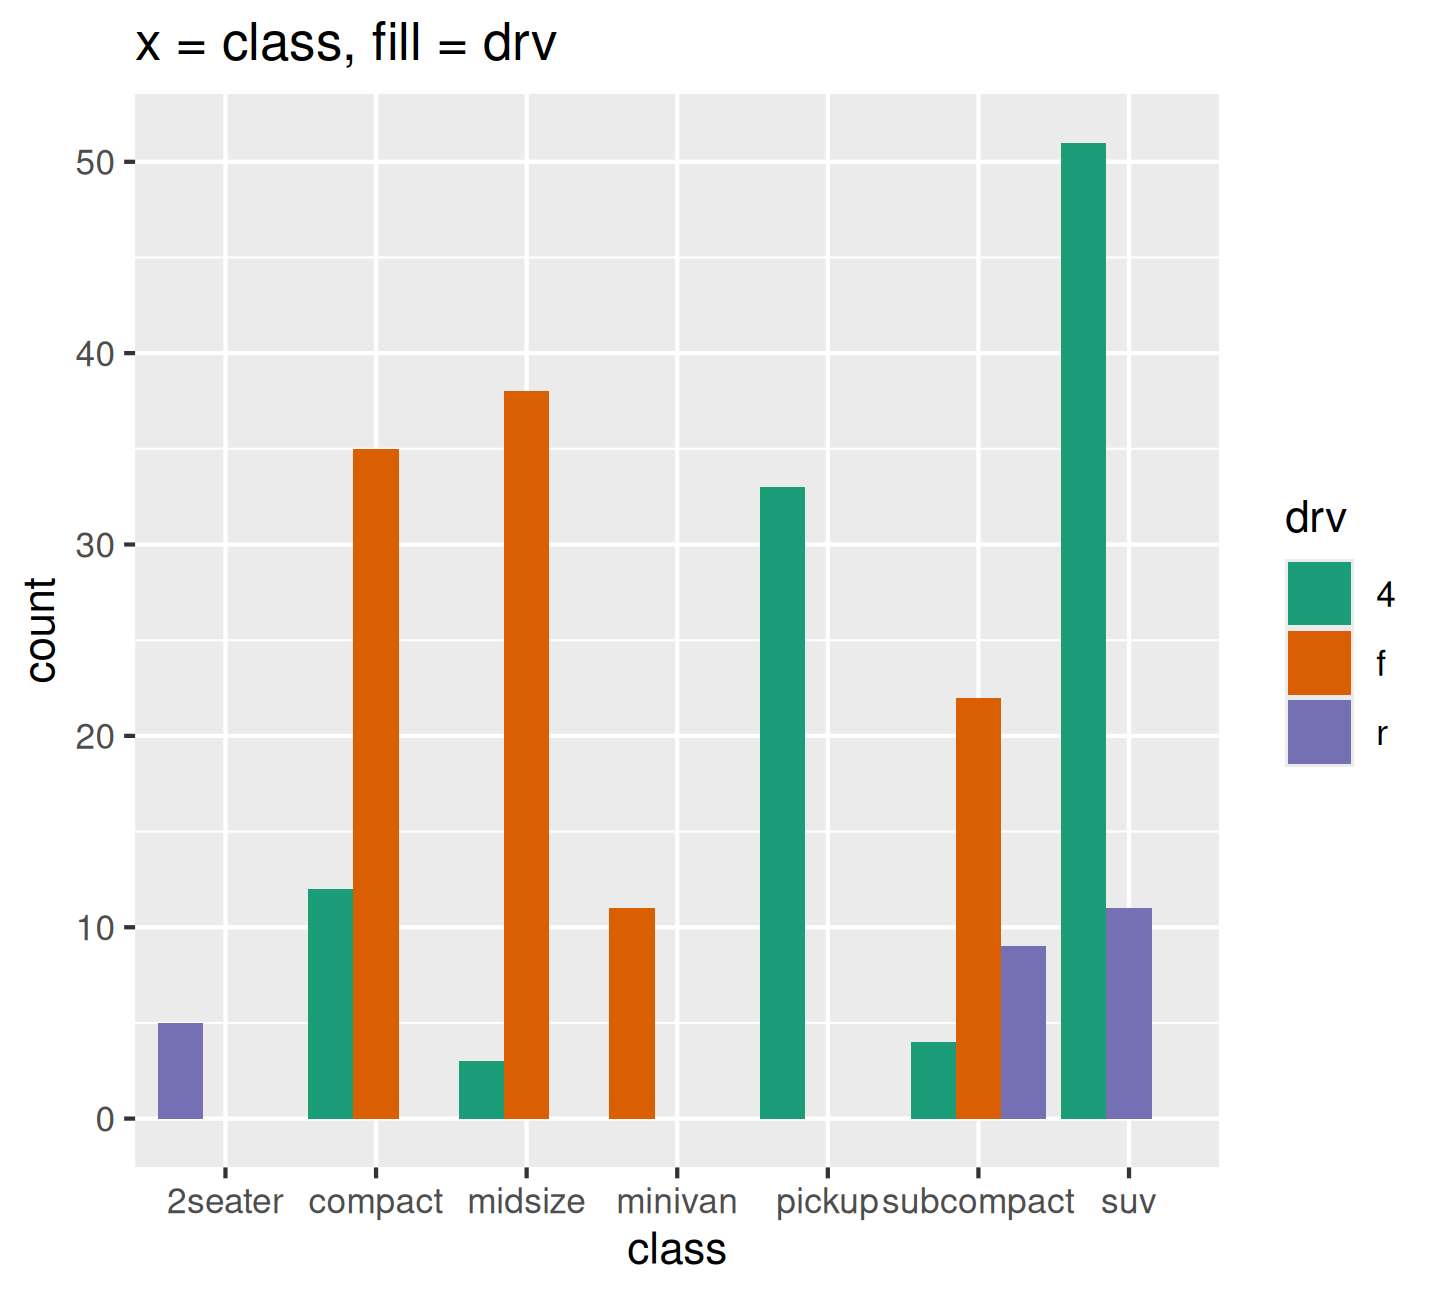 x = class, fill = drv
50
40
30
20
10
0
count
2seater compact midsize minivan pickup subcompact suv
class
drv
4
f
r